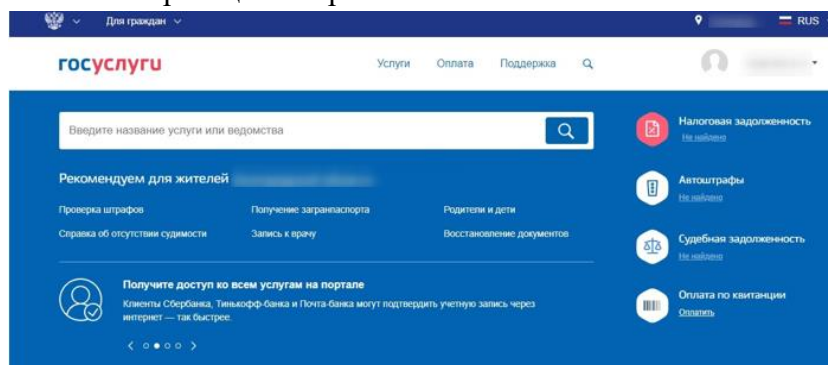 Для граждан
RUS
госуслуги
Услуги
Оплата
Поддержка
Введите название услуги или ведомства
Рекомендуем для жителей
Проверка штрафов
Получение загранпаспорта
Родители и дети
Справка об отсутствии судимости
Запись к врачу
Восстановление документов
Получите доступ ко всем услугам на портале
Клиенты Сбербанка, Тинькофф-банка и Почта-банка могут подтвердить учетную запись через
интернет — так быстрее.
Налоговая задолженность
Не найдено
Автоштрафы
Не найдено
Судебная задолженность
Не найдено
Оплата по квитанции
Оплатить